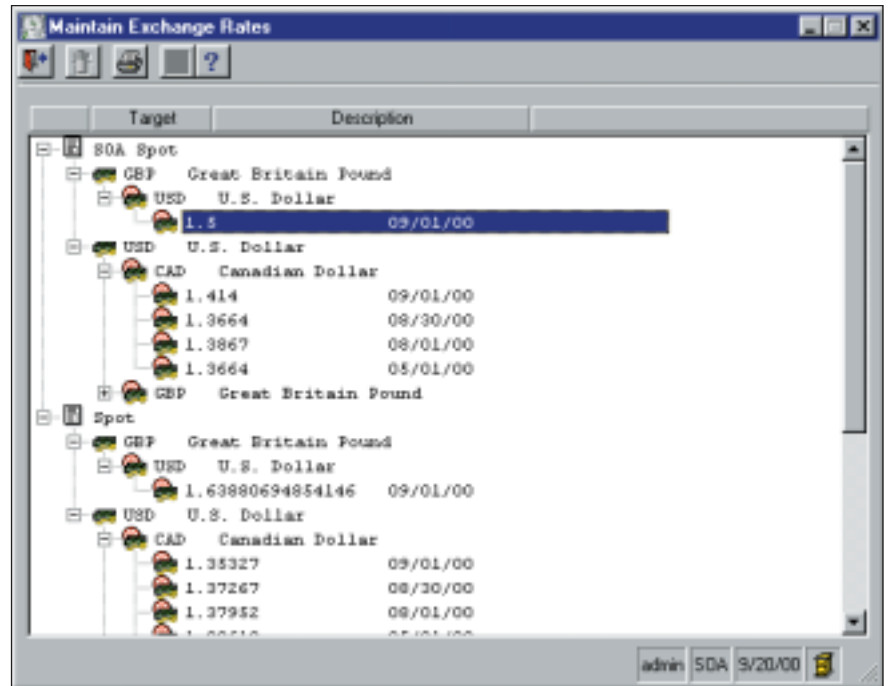 Maintain Exchange Rates
?
Target Description
SOA Spot
GBP Great Britain Pound
USD U.S. Dollar
1.5 09/01/00
USD U.S. Dollar
CAD Canadian Dollar
1.414 09/01/00
1.3664 08/30/00
1.3867 08/01/00
1.3664 05/01/00
GBP Great Britain Pound
Spot
GBP Great Britain Pound
USD U.S. Dollar
1.63880694854146 09/01/00
USD U.S. Dollar
CAD Canadian Dollar
1.35327 09/01/00
1.37267 08/30/00
1.37952 08/01/00
admin SOA 9/20/00